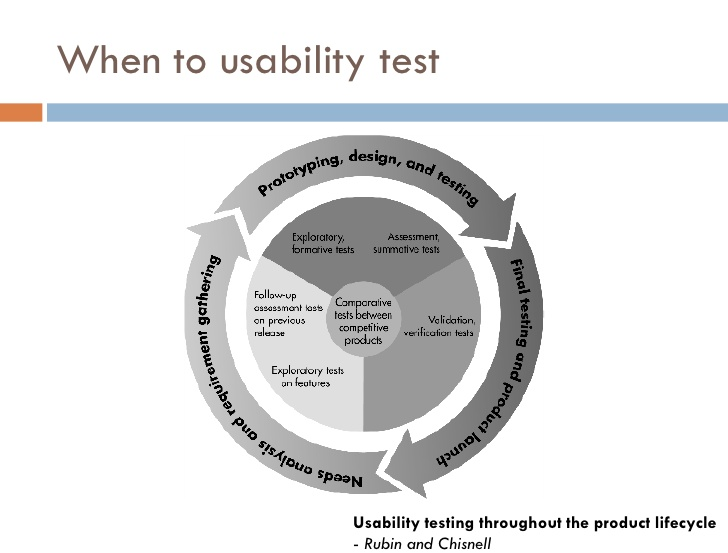 When to usability test
Prototyping, design, and testing
Exploratory,
formative tests
Assessment,
summative tests
Final testing and product launch
Validation,
verification tests
Comparative
tests between
competitive
products
Follow-up
assessment tests
on previous
release
Exploratory tests
on features
Needs analysis and requirement gathering
Usability testing throughout the product lifecycle
- Rubin and Chisnell